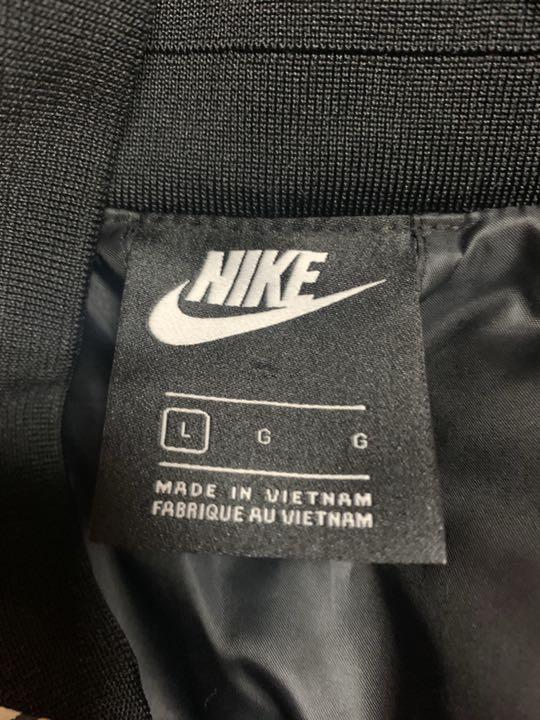 NIKE
L G G
MADE IN VIETNAM
FABRIQUE AU VIETNAM